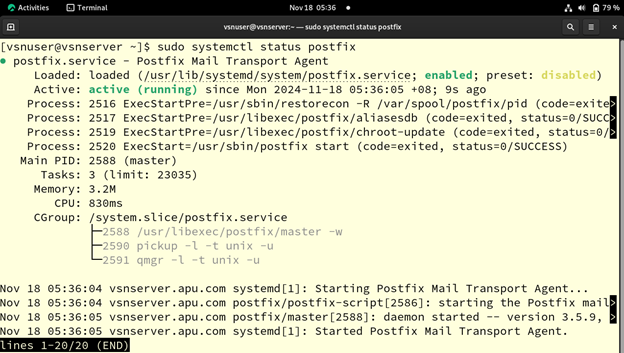 Activities Terminal Nov 18 05:36 79 %
vsnuser@vsnserver:~ — sudo systemctl status postfix
[vsnuser@vsnserver ~]$ sudo systemctl status postfix
● postfix.service - Postfix Mail Transport Agent
Loaded: loaded (/usr/lib/systemd/system/postfix.service; enabled; preset: disabled)
Active: active (running) since Mon 2024-11-18 05:36:05 +08; 9s ago
Process: 2516 ExecStartPre=/usr/sbin/restorecon -R /var/spool/postfix/pid (code=exite>
Process: 2517 ExecStartPre=/usr/libexec/postfix/aliasesdb (code=exited, status=0/SUCC>
Process: 2519 ExecStartPre=/usr/libexec/postfix/chroot-update (code=exited, status=0/>
Process: 2520 ExecStart=/usr/sbin/postfix start (code=exited, status=0/SUCCESS)
Main PID: 2588 (master)
Tasks: 3 (limit: 23035)
Memory: 3.2M
CPU: 830ms
CGroup: /system.slice/postfix.service
├─2588 /usr/libexec/postfix/master -w
├─2590 pickup -l -t unix -u
└─2591 qmgr -l -t unix -u
Nov 18 05:36:04 vsnserver.apu.com systemd[1]: Starting Postfix Mail Transport Agent...
Nov 18 05:36:04 vsnserver.apu.com postfix/postfix-script[2586]: starting the Postfix mail>
Nov 18 05:36:05 vsnserver.apu.com postfix/master[2588]: daemon started -- version 3.5.9,>
Nov 18 05:36:05 vsnserver.apu.com systemd[1]: Started Postfix Mail Transport Agent.
lines 1-20/20 (END)